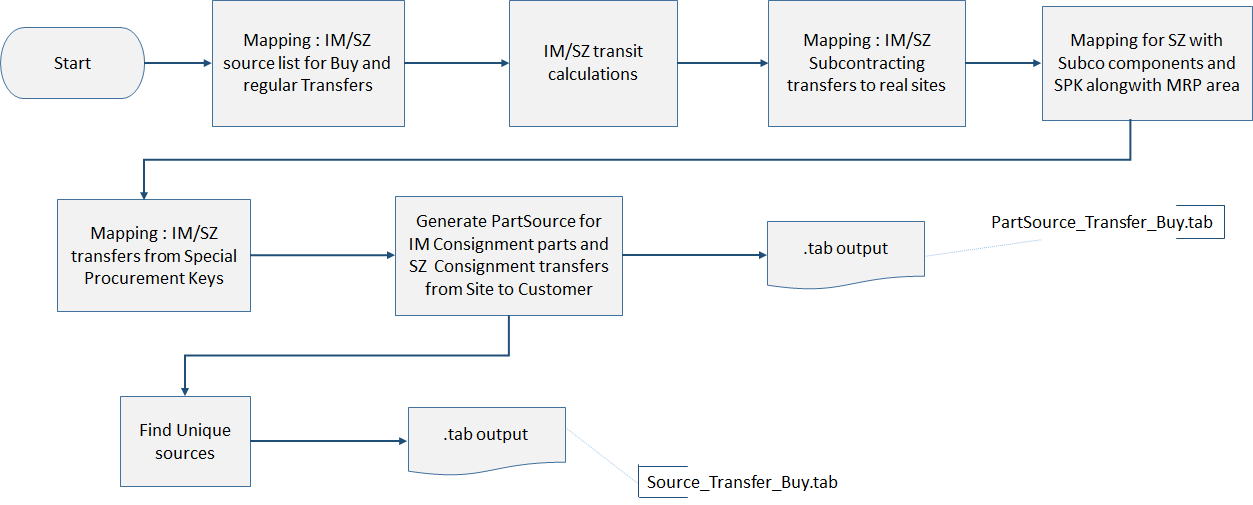 Start
Mapping : IM/SZ
source list for Buy and
regular Transfers
IM/SZ transit
calculations
Mapping : IM/SZ
Subcontracting
transfers to real sites
Mapping for SZ with
Subco components and
SPK alongwith MRP area
Mapping : IM/SZ
transfers from Special
Procurement Keys
Generate PartSource for
IM Consignment parts and
SZ Consignment transfers
from Site to Customer
.tab output
PartSource_Transfer_Buy.tab
Find Unique
sources
.tab output
Source_Transfer_Buy.tab